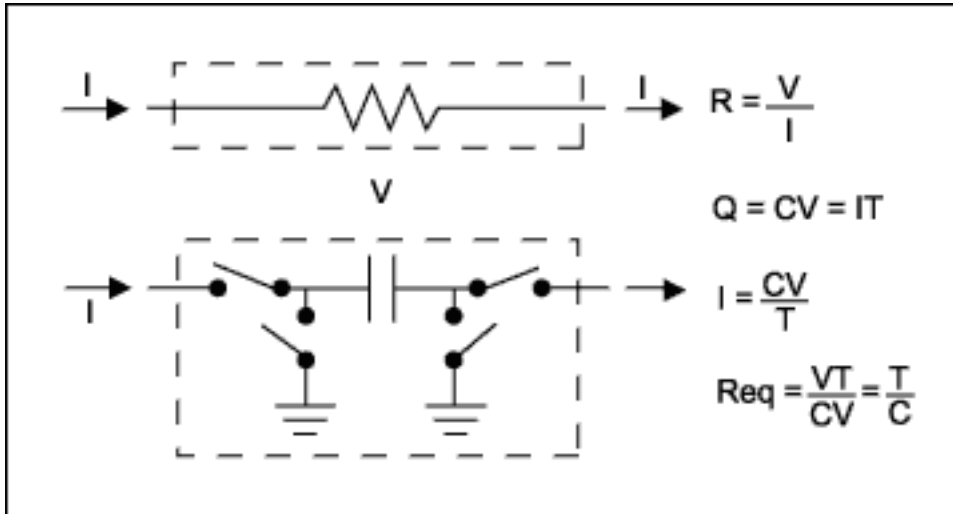 I
I
R = V/I
V
Q = CV = IT
I
I = CV/T
Req = VT/CV = T/C